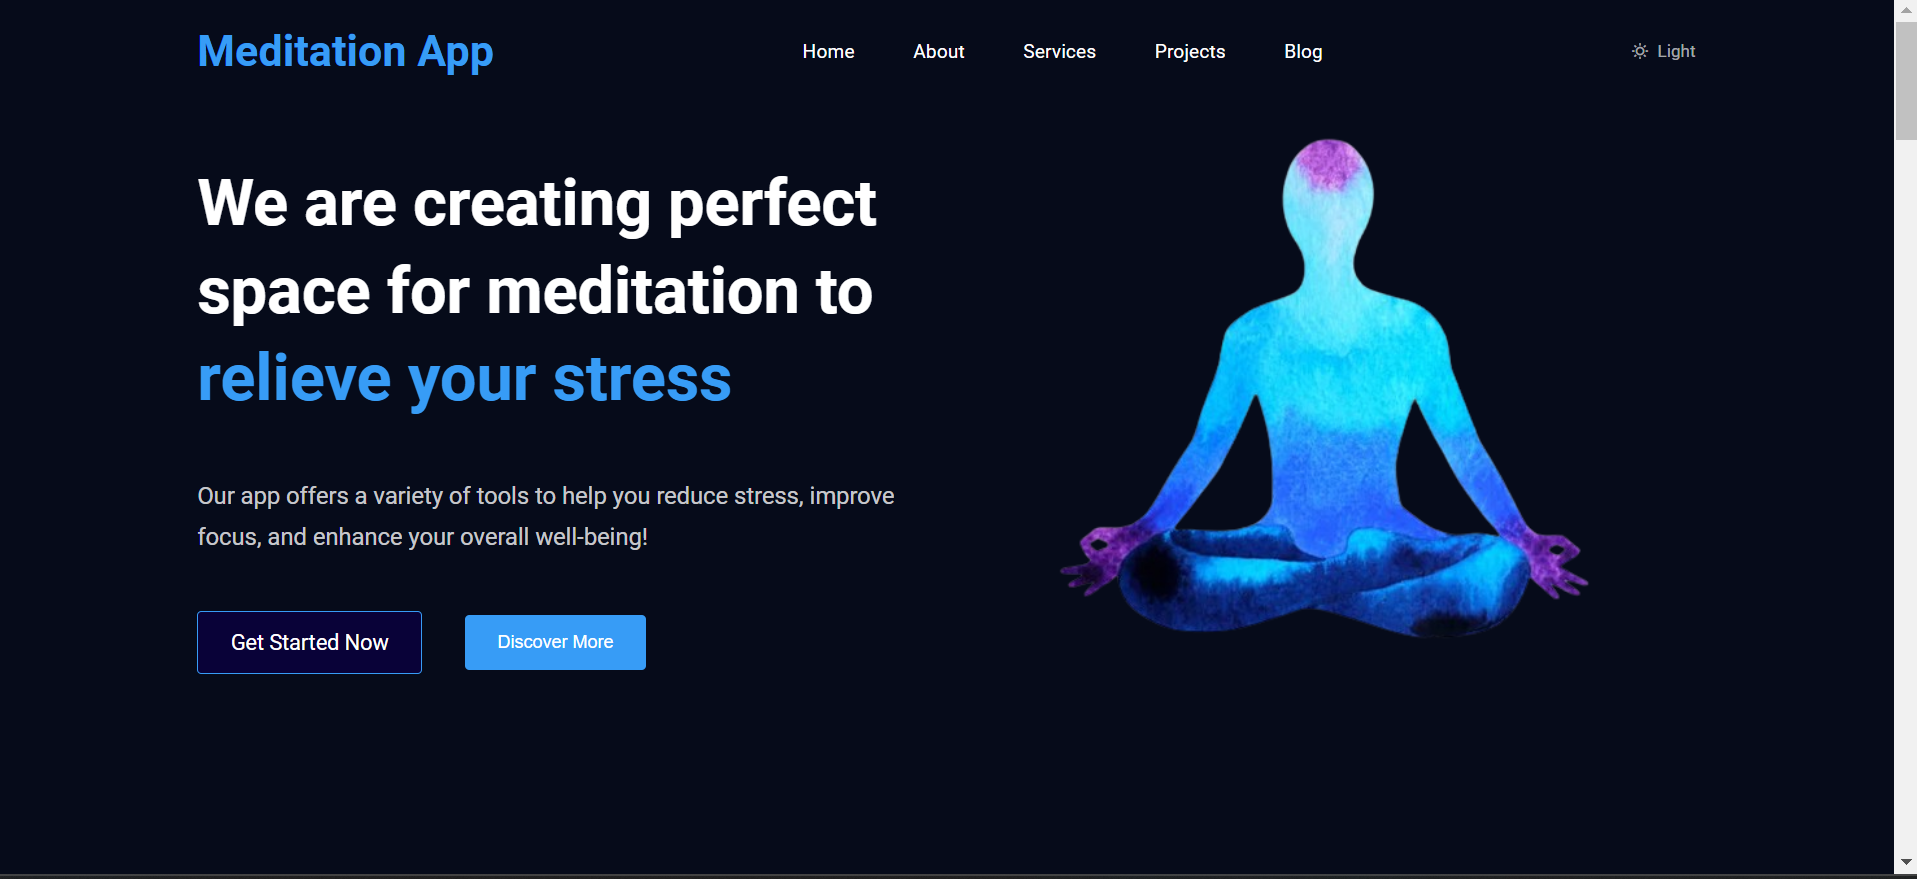 Meditation App
Home
About
Services
Projects
Blog
Light
We are creating perfect
space for meditation to
relieve your stress
Our app offers a variety of tools to help you reduce stress, improve
focus, and enhance your overall well-being!
Get Started Now
Discover More